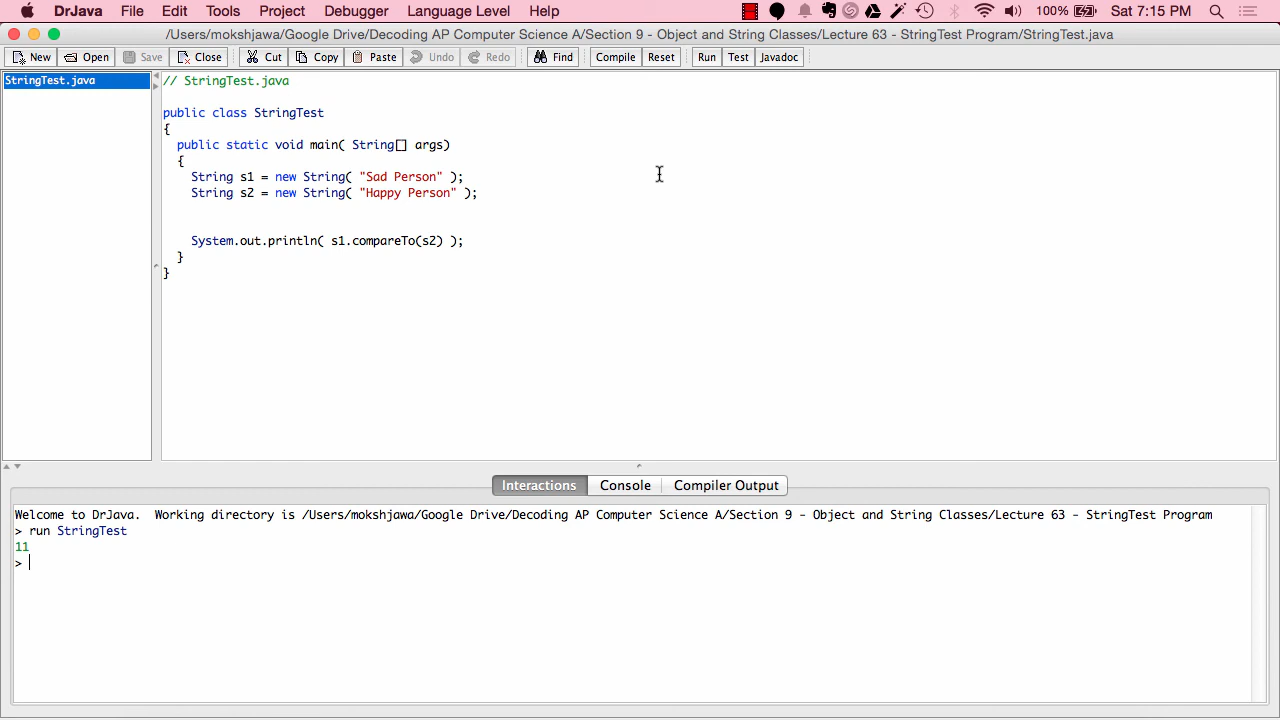 DrJava File Edit Tools Project Debugger Language Level Help 100% Sat 7:15 PM
/Users/mokshjawa/Google Drive/Decoding AP Computer Science A/Section 9 - Object and String Classes/Lecture 63 - StringTest Program/StringTest.java
New Open Save Close Cut Copy Paste Undo Redo Find Compile Reset Run Test Javadoc
StringTest.java
// StringTest.java
public class StringTest
{
public static void main( String[] args)
{
String s1 = new String( "Sad Person" );
String s2 = new String( "Happy Person" );
System.out.println( s1.compareTo(s2) );
}
}
Interactions Console Compiler Output
Welcome to DrJava. Working directory is /Users/mokshjawa/Google Drive/Decoding AP Computer Science A/Section 9 - Object and String Classes/Lecture 63 - StringTest Program
> run StringTest
11
>